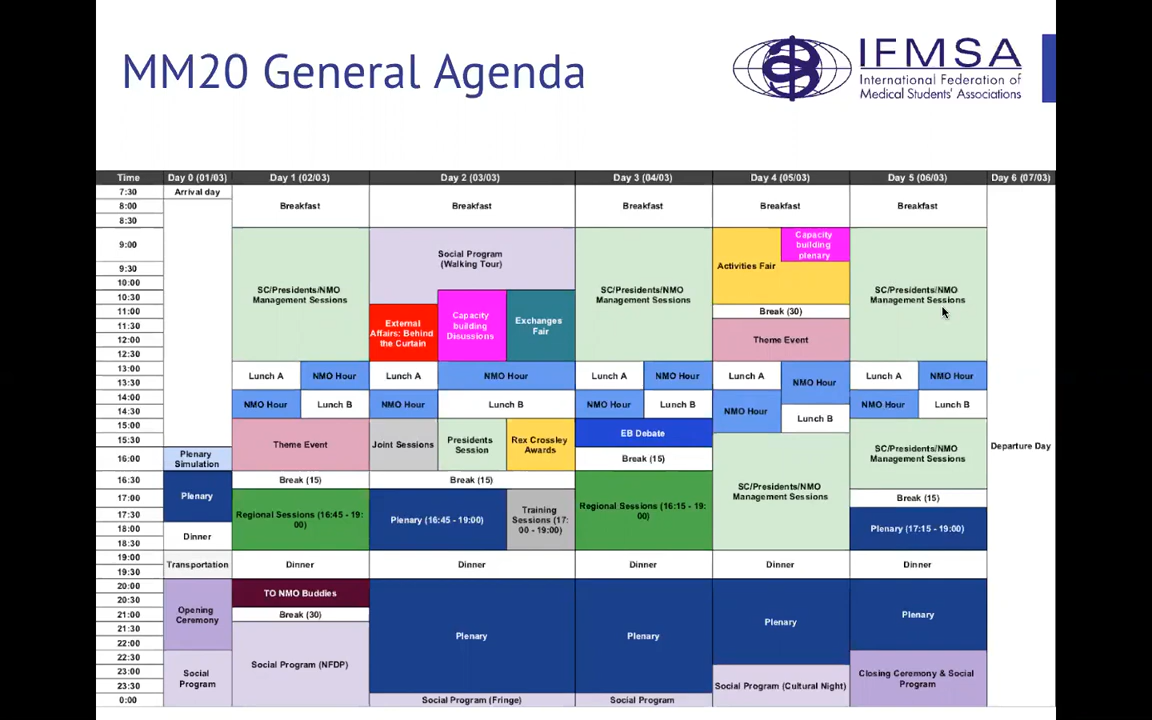 MM20 General Agenda
IFMSA
International Federation of
Medical Students' Associations
Time Day 0 (01/03) Day 1 (02/03) Day 2 (03/03) Day 3 (04/03) Day 4 (05/03) Day 5 (06/03) Day 6 (07/03)
7:30 Arrival day
8:00 Breakfast Breakfast Breakfast Breakfast Breakfast
8:30
9:00
Capacity
building
plenary
Social Program
(Walking Tour)
Activities Fair
9:30
10:00
SC/Presidents/NMO
Management Sessions
SC/Presidents/NMO
Management Sessions
SC/Presidents/NMO
Management Sessions
10:30
11:00 Break (30)
External
Affairs: Behind
the Curtain
Capacity
building
Disussions
Exchanges
Fair
11:30
12:00 Theme Event
12:30
13:00 Lunch A NMO Hour Lunch A NMO Hour Lunch A NMO Hour Lunch A NMO Hour Lunch A NMO Hour
13:30
14:00 NMO Hour Lunch B NMO Hour Lunch B NMO Hour Lunch B NMO Hour Lunch B NMO Hour Lunch B
14:30
15:00 EB Debate
15:30 Theme Event Joint Sessions
Presidents
Session
Rex Crossley
Awards
SC/Presidents/NMO
Management Sessions
Departure Day
16:00
Plenary
Simulation
Break (15)
16:30 Break (15) Break (15)
SC/Presidents/NMO
Management Sessions
17:00 Plenary Break (15)
17:30
Regional Sessions (16:45 - 19:
00)
Plenary (16:45 - 19:00)
Training
Sessions (17:
00 - 19:00)
Regional Sessions (16:15 - 19:
00)
Plenary (17:15 - 19:00)
18:00 Dinner
18:30
19:00 Transportation Dinner Dinner Dinner Dinner Dinner
19:30
20:00 TO NMO Buddies
20:30
Opening
Ceremony
21:00 Break (30) Plenary Plenary Plenary Plenary
21:30
22:00
22:30 Social Program (NFDP)
23:00
Social
Program
Closing Ceremony & Social
Program
23:30 Social Program (Cultural Night)
0:00 Social Program (Fringe) Social Program